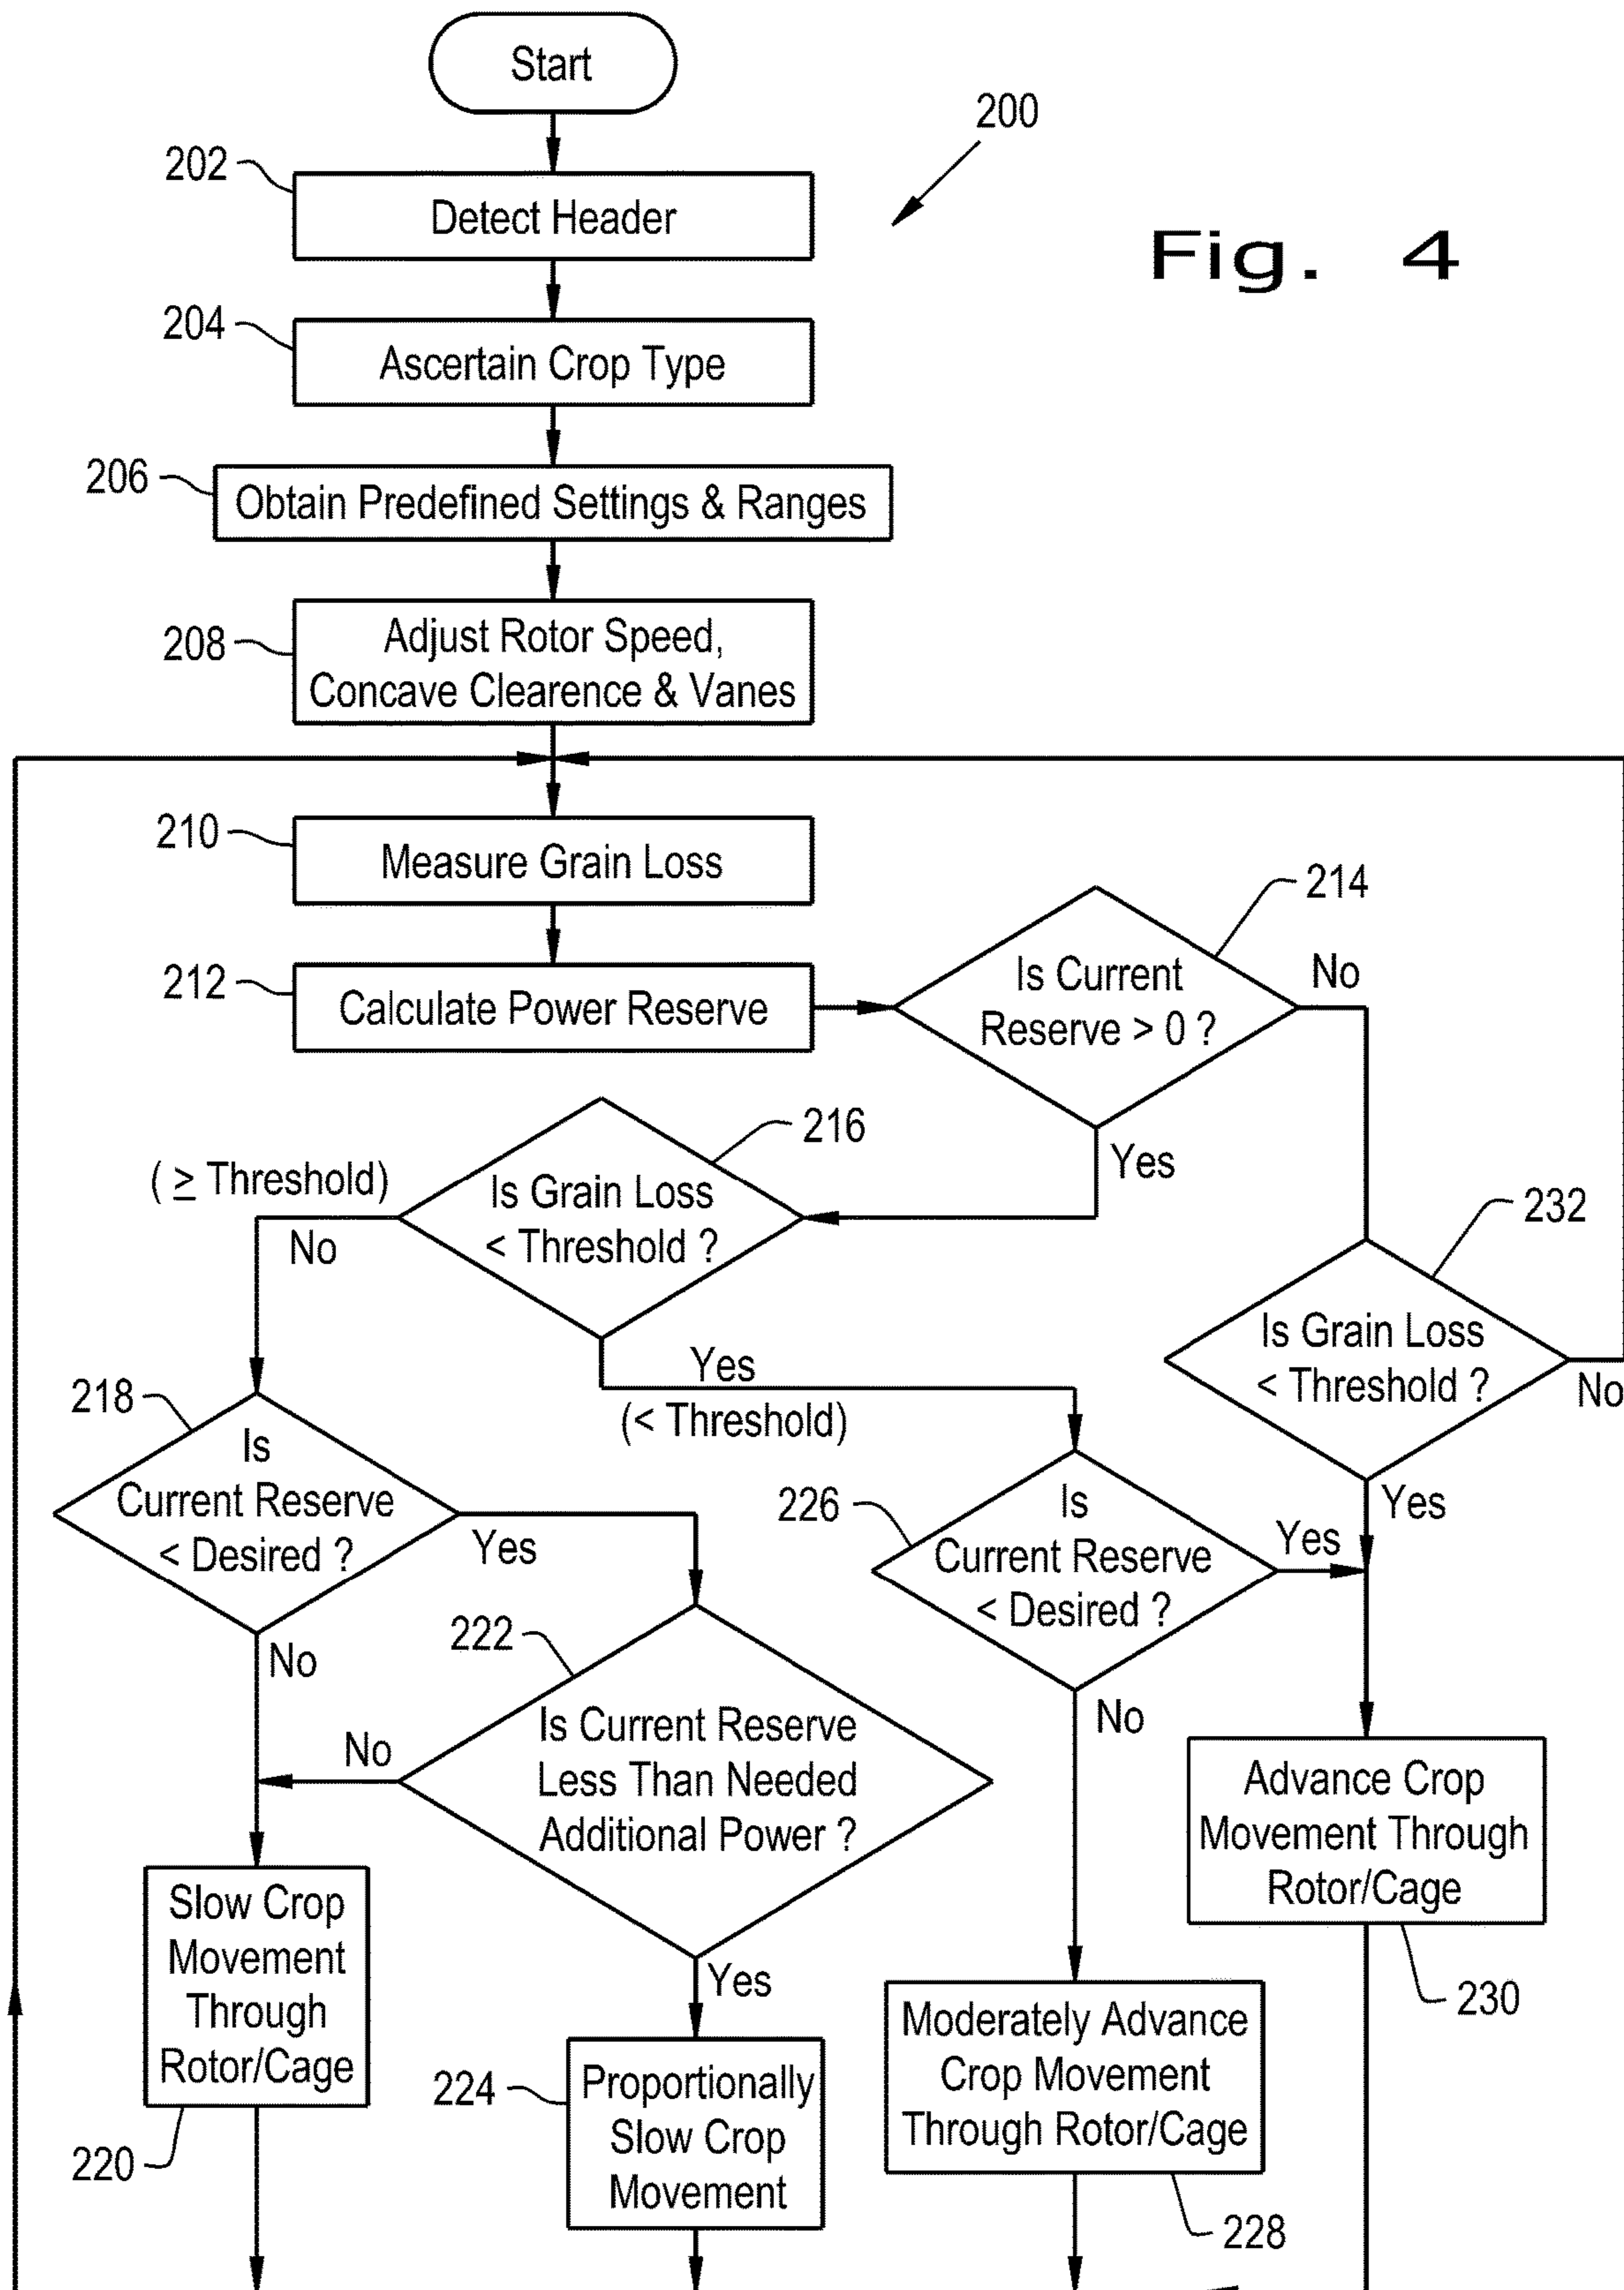 Start
200
202
Detect Header
Fig. 4
204
Ascertain Crop Type
206
Obtain Predefined Settings & Ranges
208
Adjust Rotor Speed,
Concave Clearence & Vanes
210
Measure Grain Loss
214
212
Calculate Power Reserve
Is Current
Reserve > 0 ?
No
Yes
216
(≥ Threshold)
Is Grain Loss
< Threshold ?
No
Yes
(< Threshold)
232
Is Grain Loss
< Threshold ?
No
Yes
218
Is
Current Reserve
< Desired ?
Yes
No
226
Is
Current Reserve
< Desired ?
Yes
No
222
Is Current Reserve
Less Than Needed
Additional Power ?
No
Yes
Advance Crop
Movement Through
Rotor/Cage
230
Slow Crop
Movement
Through
Rotor/Cage
220
224
Proportionally
Slow Crop
Movement
Moderately Advance
Crop Movement
Through Rotor/Cage
228